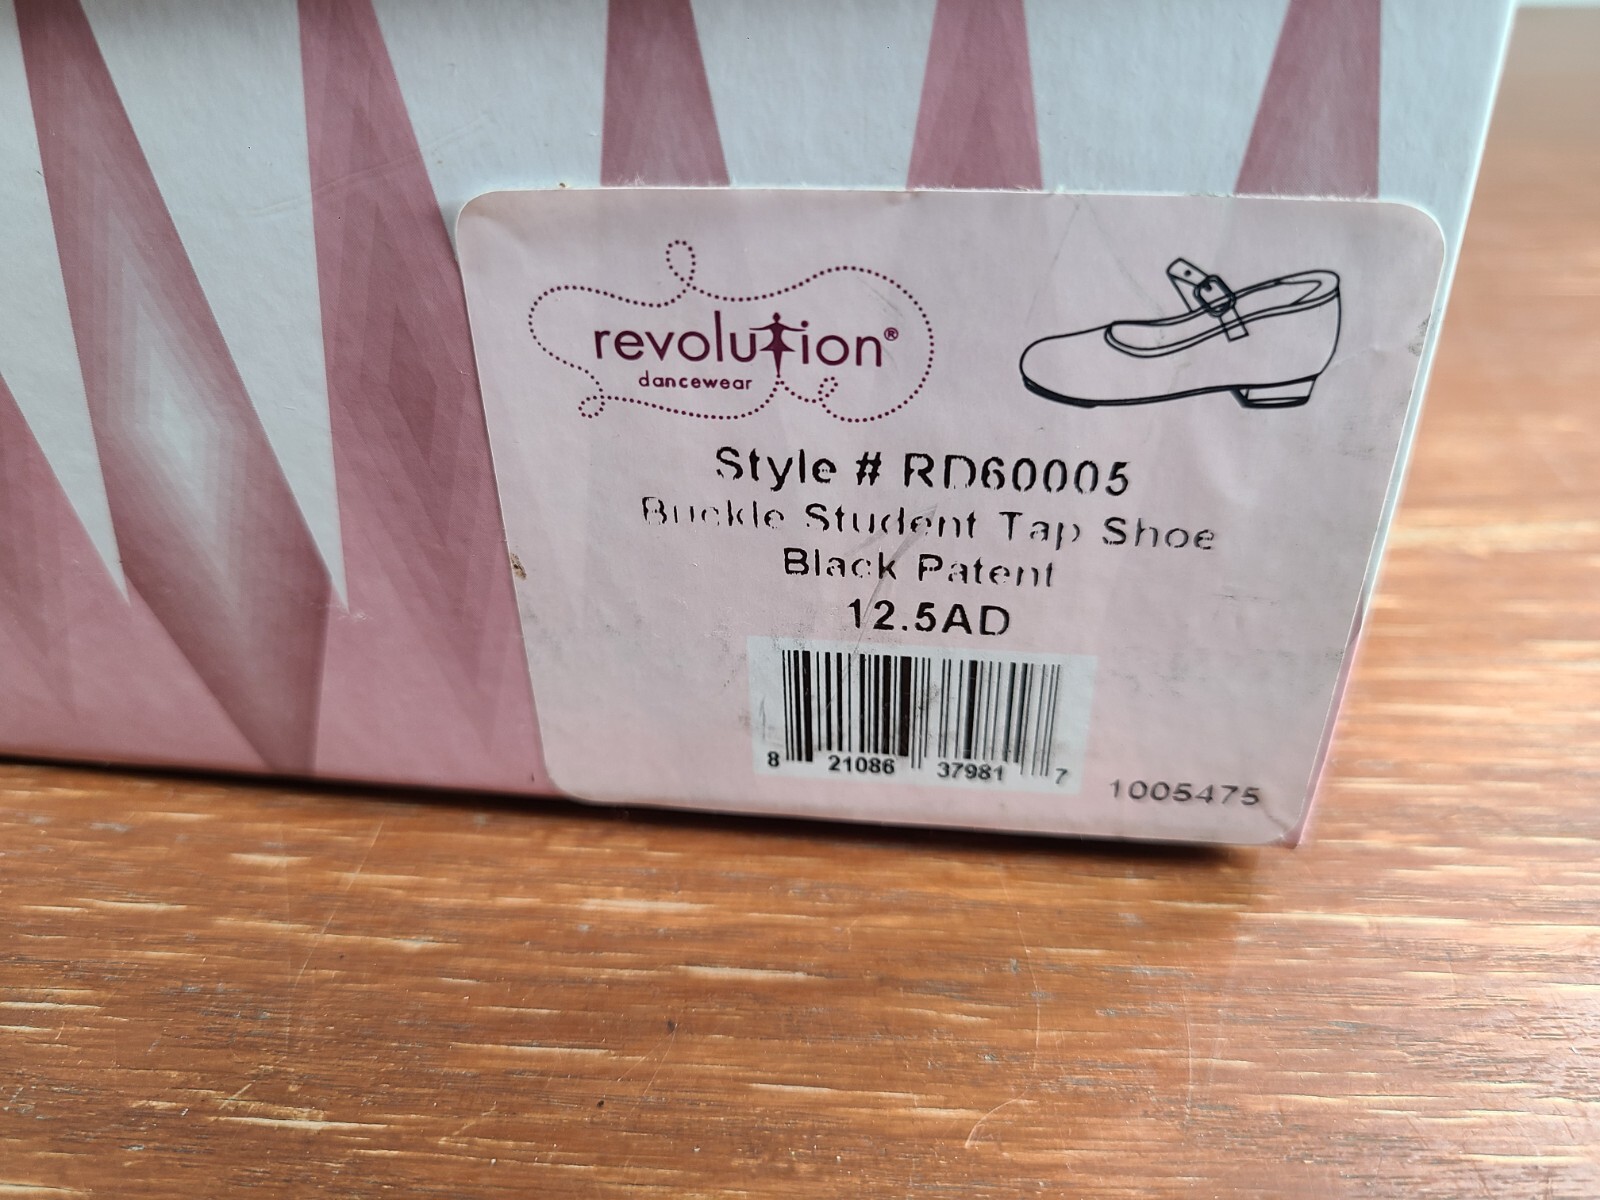 revolution®
dancewear
Style # RD60005
Buckle Student Tap Shoe
Black Patent
12.5AD
8 21086 37981 7
1005475